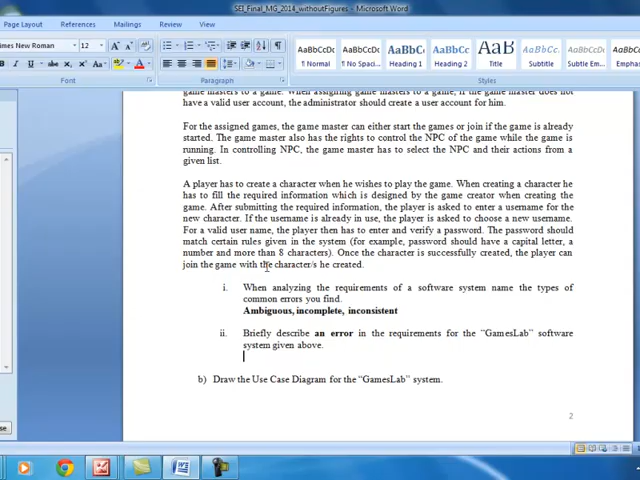 SEI_Final_MG_2014_withoutFigures - Microsoft Word
Page Layout References Mailings Review View
mes New Roman 12
Font Paragraph Styles
AaBbCcDc AaBbCcDc AaBbC AaBbCc AaB AaBbCc. AaBbCcDt AaBbCcDt
¶ Normal ¶ No Spaci... Heading 1 Heading 2 Title Subtitle Subtle Em... Emphas
game masters to a game. When assigning game masters to a game, if the game master does not
have a valid user account, the administrator should create a user account for him.
For the assigned games, the game master can either start the games or join if the game is already
started. The game master also has the rights to control the NPC of the game while the game is
running. In controlling NPC, the game master has to select the NPC and their actions from a
given list.
A player has to create a character when he wishes to play the game. When creating a character he
has to fill the required information which is designed by the game creator when creating the
game. After submitting the required information, the player is asked to enter a username for the
new character. If the username is already in use, the player is asked to choose a new username.
For a valid user name, the player then has to enter and verify a password. The password should
match certain rules given in the system (for example, password should have a capital letter, a
number and more than 8 characters). Once the character is successfully created, the player can
join the game with the character/s he created.
i. When analyzing the requirements of a software system name the types of
common errors you find.
Ambiguous, incomplete, inconsistent
ii. Briefly describe an error in the requirements for the “GamesLab” software
system given above.
b) Draw the Use Case Diagram for the “GamesLab” system.
2